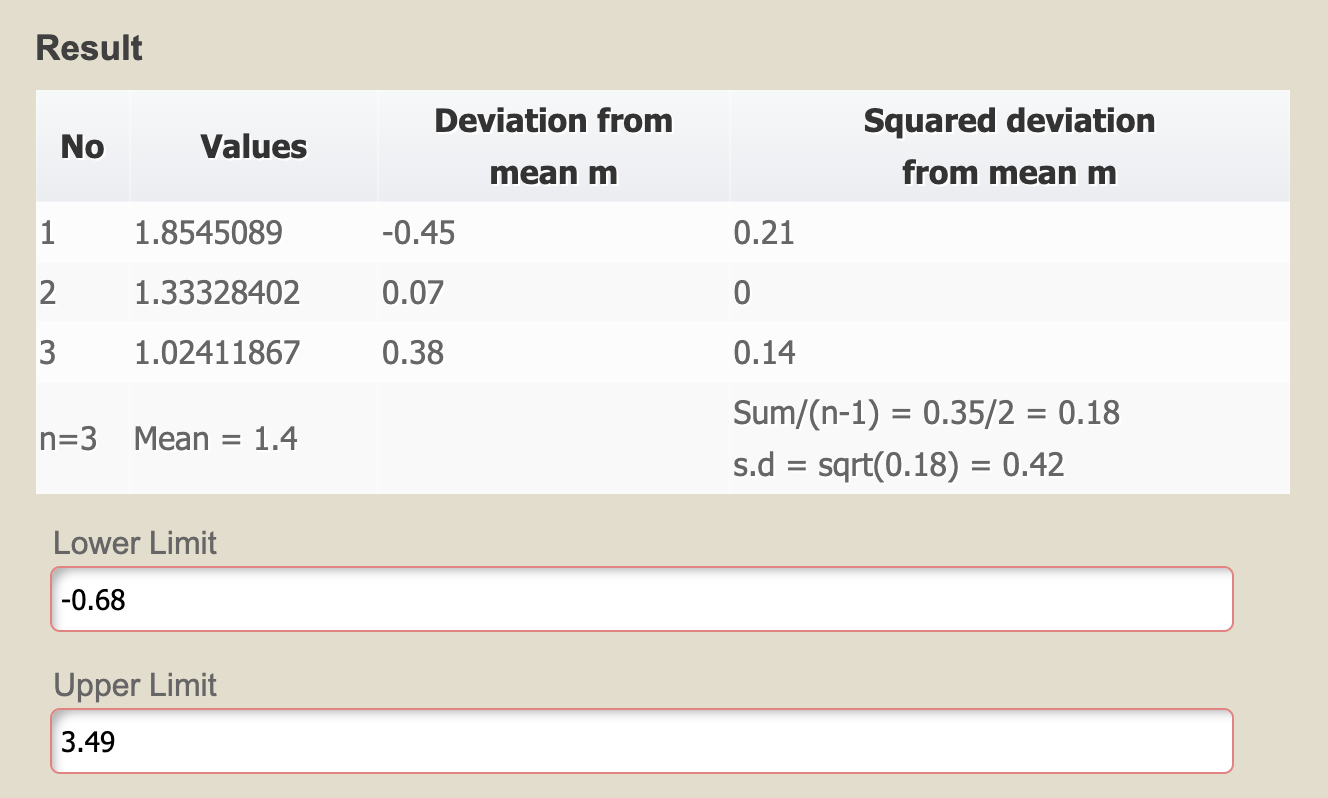 Result
No Values Deviation from mean m Squared deviation from mean m
1 1.8545089 -0.45 0.21
2 1.33328402 0.07 0
3 1.02411867 0.38 0.14
n=3 Mean = 1.4 Sum/(n-1) = 0.35/2 = 0.18
s.d = sqrt(0.18) = 0.42
Lower Limit
-0.68
Upper Limit
3.49